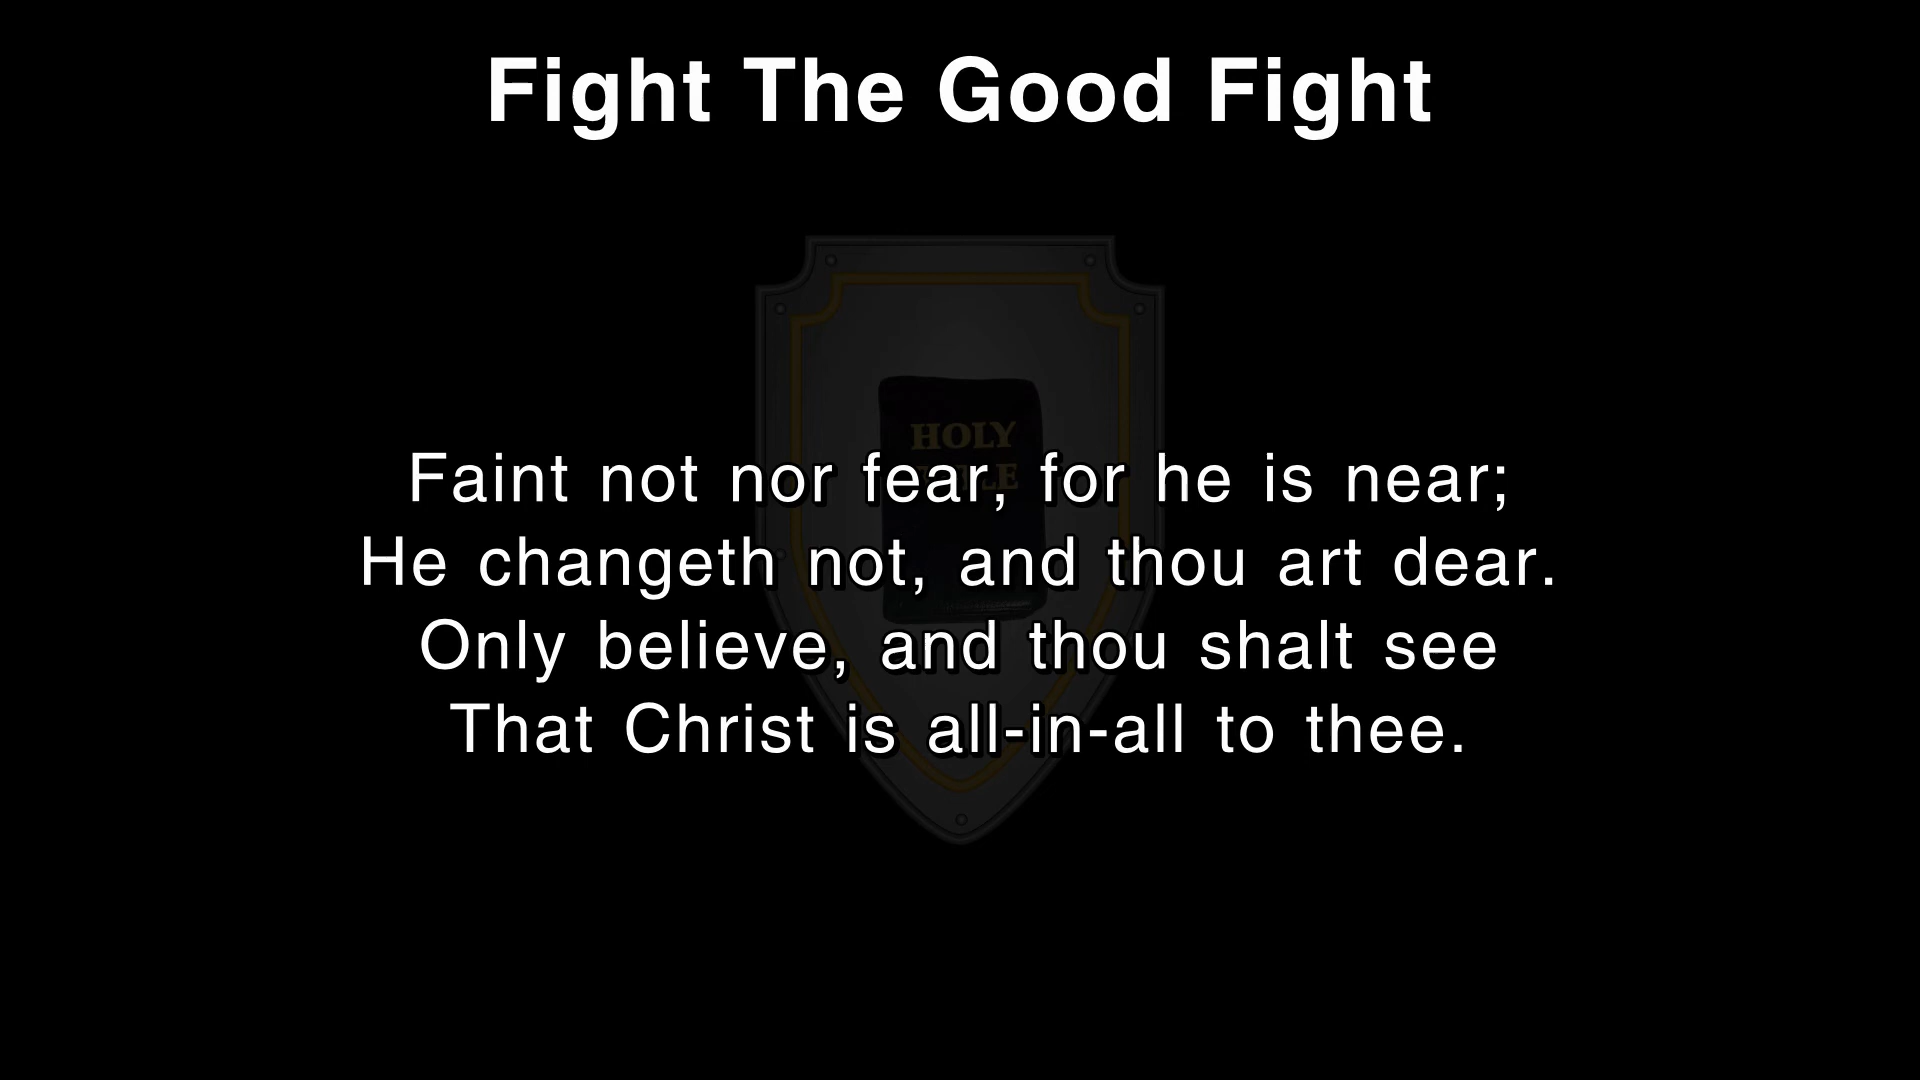 Fight The Good Fight
HOLY
Faint not nor fear, for he is near;
He changeth not, and thou art dear.
Only believe, and thou shalt see
That Christ is all-in-all to thee.